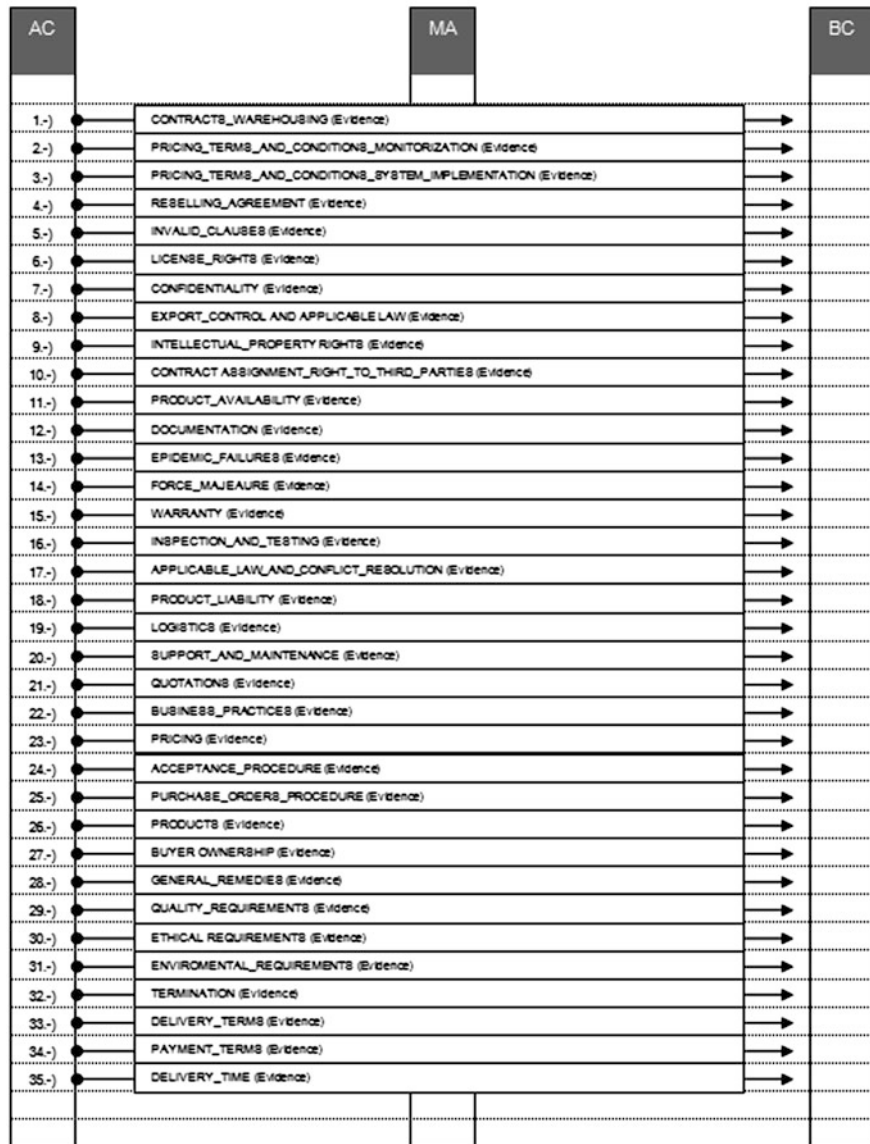 AC MA BC
1.-) CONTRACTS_WAREHOUSING (Evidence)
2.-) PRICING_TERMS_AND_CONDITIONS_MONITORIZATION (Evidence)
3.-) PRICING_TERMS_AND_CONDITIONS_SYSTEM_IMPLEMENTATION (Evidence)
4.-) RESELLING_AGREEMENT (Evidence)
5.-) INVALID_CLAUSES (Evidence)
6.-) LICENSE_RIGHTS (Evidence)
7.-) CONFIDENTIALITY (Evidence)
8.-) EXPORT_CONTROL AND APPLICABLE LAW (Evidence)
9.-) INTELLECTUAL_PROPERTY RIGHTS (Evidence)
10.-) CONTRACT ASSIGNMENT_RIGHT_TO_THIRD_PARTIES (Evidence)
11.-) PRODUCT_AVAILABILITY (Evidence)
12.-) DOCUMENTATION (Evidence)
13.-) EPIDEMIC_FAILURES (Evidence)
14.-) FORCE_MAJEAURE (Evidence)
15.-) WARRANTY (Evidence)
16.-) INSPECTION_AND_TESTING (Evidence)
17.-) APPLICABLE_LAW_AND_CONFLICT_RESOLUTION (Evidence)
18.-) PRODUCT_LIABILITY (Evidence)
19.-) LOGISTICS (Evidence)
20.-) SUPPORT_AND_MAINTENANCE (Evidence)
21.-) QUOTATIONS (Evidence)
22.-) BUSINESS_PRACTICES (Evidence)
23.-) PRICING (Evidence)
24.-) ACCEPTANCE_PROCEDURE (Evidence)
25.-) PURCHASE_ORDERS_PROCEDURE (Evidence)
26.-) PRODUCTS (Evidence)
27.-) BUYER OWNERSHIP (Evidence)
28.-) GENERAL_REMEDIES (Evidence)
29.-) QUALITY_REQUIREMENTS (Evidence)
30.-) ETHICAL REQUIREMENTS (Evidence)
31.-) ENVIROMENTAL_REQUIREMENTS (Evidence)
32.-) TERMINATION (Evidence)
33.-) DELIVERY_TERMS (Evidence)
34.-) PAYMENT_TERMS (Evidence)
35.-) DELIVERY_TIME (Evidence)